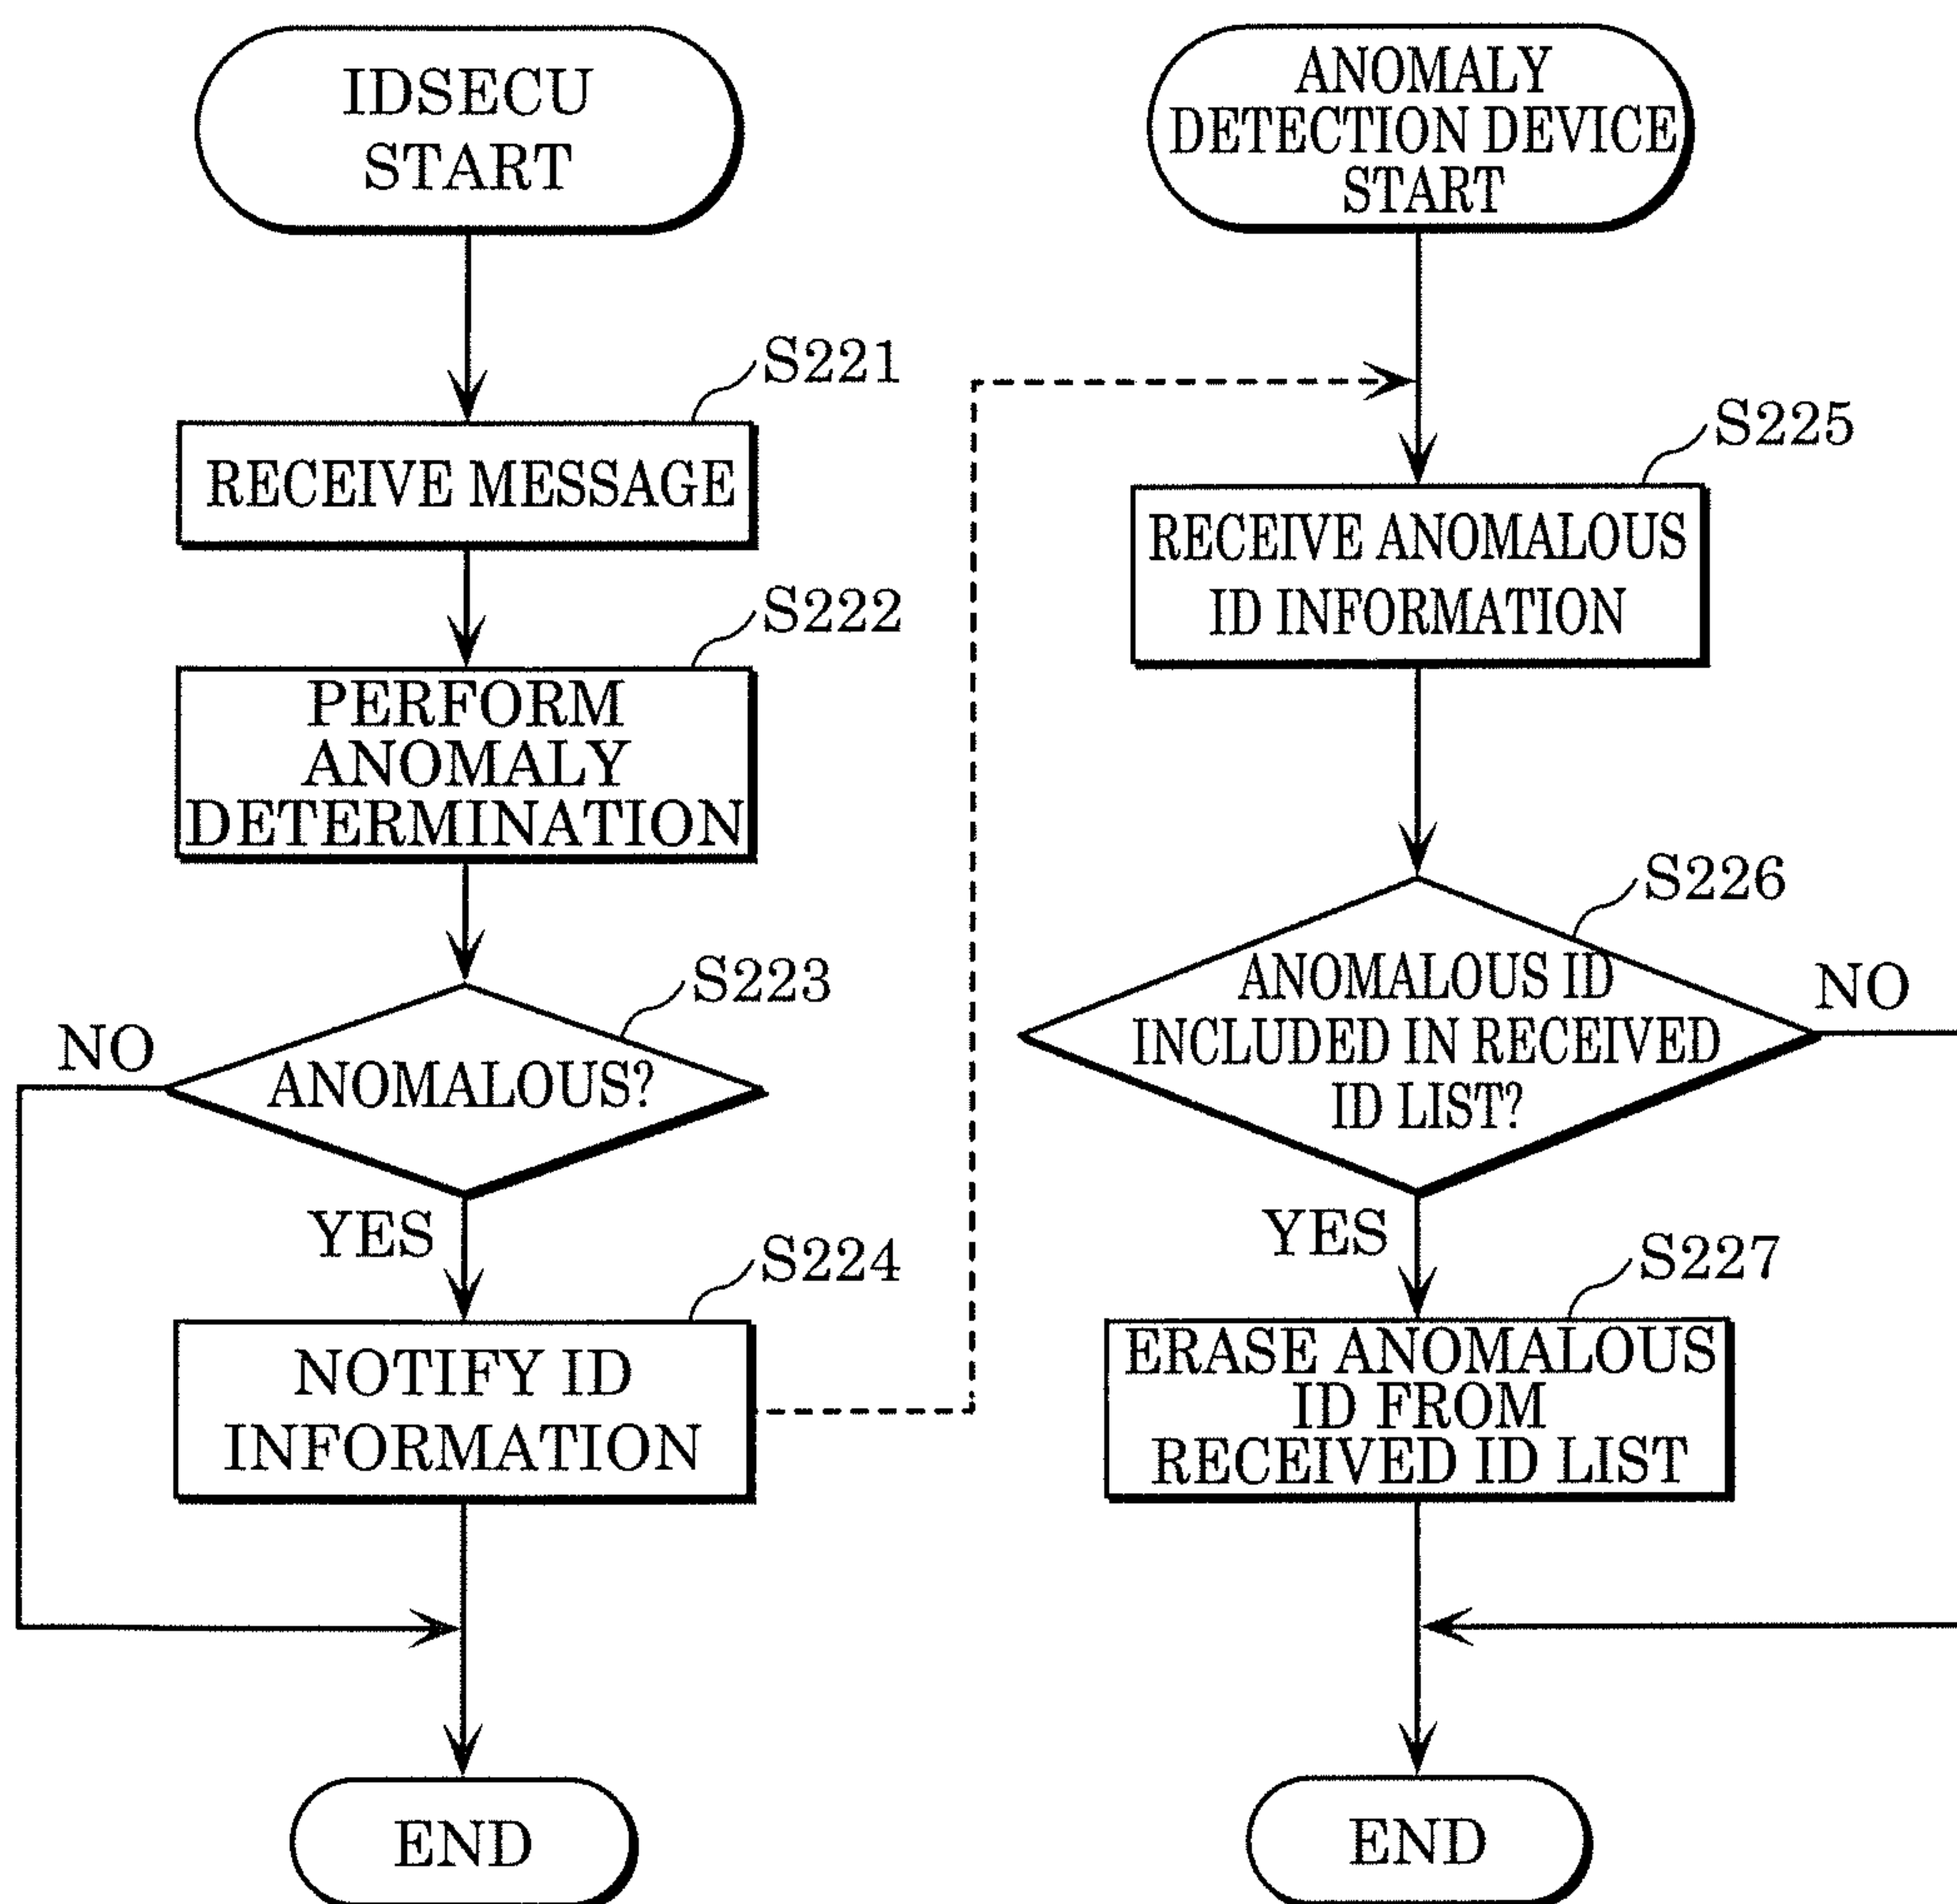 IDSECU
START
S221
RECEIVE MESSAGE
S222
PERFORM
ANOMALY
DETERMINATION
S223
NO
ANOMALOUS?
YES
S224
NOTIFY ID
INFORMATION
END
ANOMALY
DETECTION DEVICE
START
S225
RECEIVE ANOMALOUS
ID INFORMATION
S226
NO
ANOMALOUS ID
INCLUDED IN RECEIVED
ID LIST?
YES
S227
ERASE ANOMALOUS
ID FROM
RECEIVED ID LIST
END